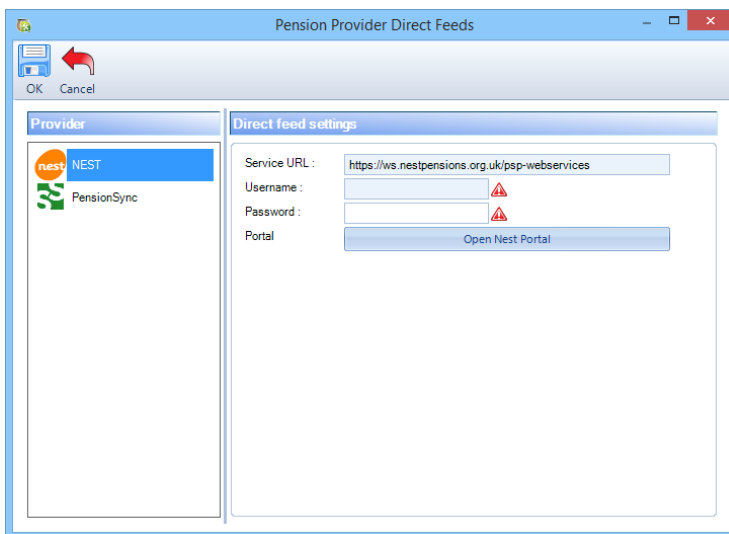 Pension Provider Direct Feeds
OK Cancel
Provider
Direct feed settings
nest NEST
PensionSync
Service URL : https://ws.nestpensions.org.uk/psp-webservices
Username :
Password :
Portal Open Nest Portal